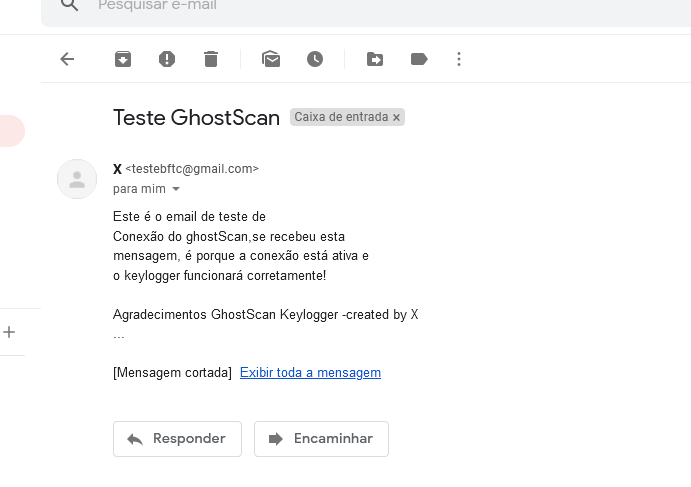 Pesquisar e-mail
Teste GhostScan Caixa de entrada ×
X <testebftc@gmail.com>
para mim
Este é o email de teste de
Conexão do ghostScan,se recebeu esta
mensagem, é porque a conexão está ativa e
o keylogger funcionará corretamente!
Agradecimentos GhostScan Keylogger -created by X
...
[Mensagem cortada] Exibir toda a mensagem
Responder Encaminhar